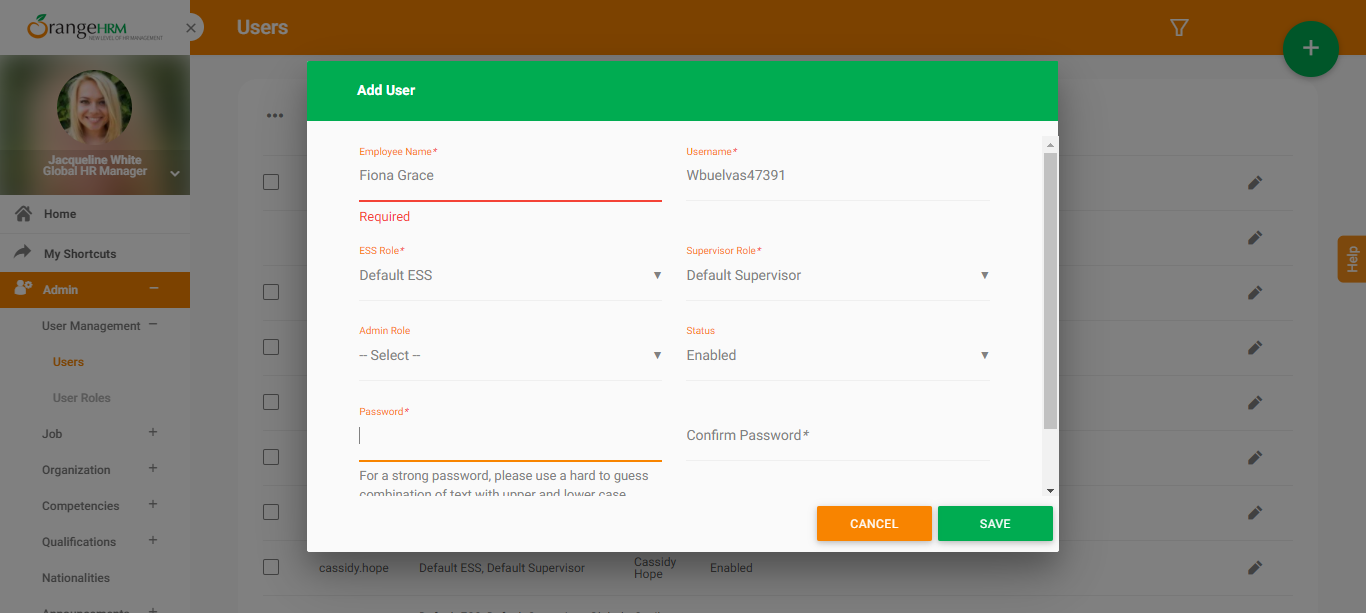 OrangeHRM
NEW LEVEL OF HR MANAGEMENT
Users
Jacqueline White
Global HR Manager
Home
My Shortcuts
Admin
User Management
Users
User Roles
Job
Organization
Competencies
Qualifications
Nationalities
Add User
Employee Name*
Fiona Grace
Required
Username*
Wbuelvas47391
ESS Role*
Default ESS
Supervisor Role*
Default Supervisor
Admin Role
-- Select --
Status
Enabled
Password*
Confirm Password*
For a strong password, please use a hard to guess
combination of text with upper and lower case
CANCEL
SAVE
cassidy.hope
Default ESS, Default Supervisor
Cassidy
Hope
Enabled
Help